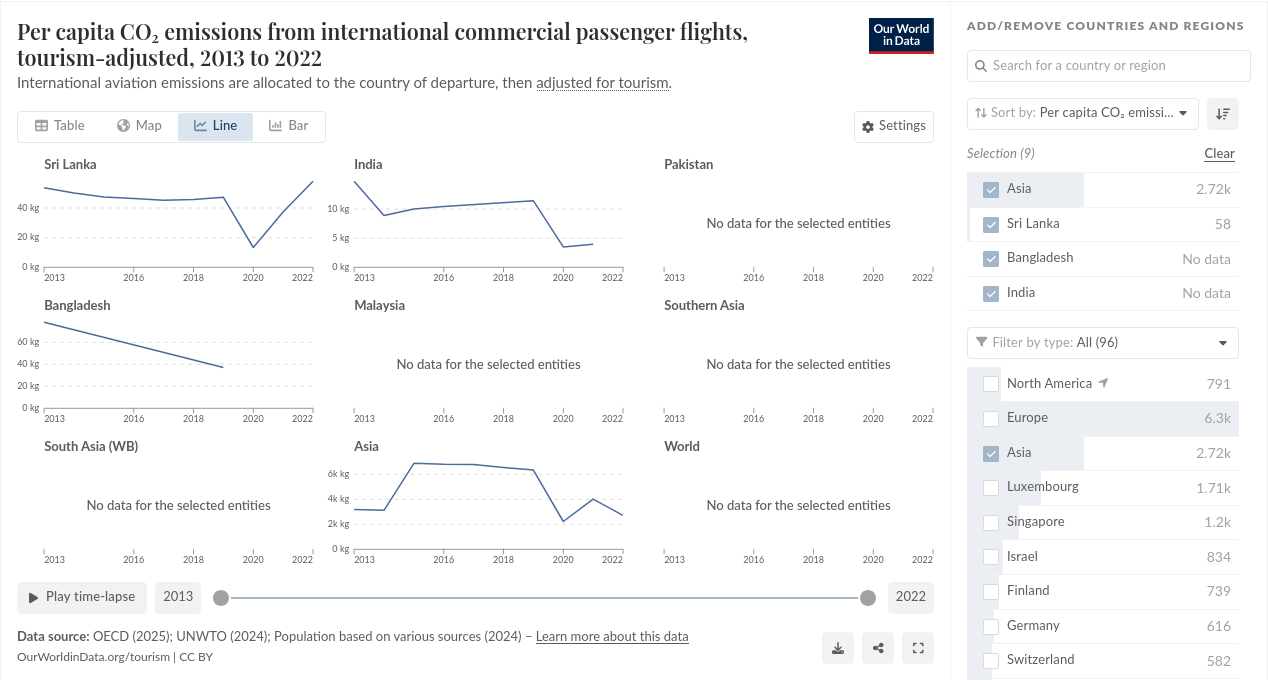 Per capita CO₂ emissions from international commercial passenger flights,
tourism-adjusted, 2013 to 2022
International aviation emissions are allocated to the country of departure, then adjusted for tourism.
Our World
in Data
Table
Map
Line
Bar
Settings
Sri Lanka
40 kg
20 kg
0 kg
2013 2016 2018 2020 2022
India
10 kg
5 kg
0 kg
2013 2016 2018 2020 2022
Pakistan
No data for the selected entities
2013 2016 2018 2020 2022
Bangladesh
60 kg
40 kg
20 kg
0 kg
2013 2016 2018 2020 2022
Malaysia
No data for the selected entities
2013 2016 2018 2020 2022
Southern Asia
No data for the selected entities
2013 2016 2018 2020 2022
South Asia (WB)
No data for the selected entities
2013 2016 2018 2020 2022
Asia
6k kg
4k kg
2k kg
0 kg
2013 2016 2018 2020 2022
World
No data for the selected entities
2013 2016 2018 2020 2022
Play time-lapse
2013
2022
Data source: OECD (2025); UNWTO (2024); Population based on various sources (2024) – Learn more about this data
OurWorldinData.org/tourism | CC BY
ADD/REMOVE COUNTRIES AND REGIONS
Search for a country or region
Sort by: Per capita CO₂ emissi...
Selection (9)
Clear
Asia 2.72k
Sri Lanka 58
Bangladesh No data
India No data
Filter by type: All (96)
North America 791
Europe 6.3k
Asia 2.72k
Luxembourg 1.71k
Singapore 1.2k
Israel 834
Finland 739
Germany 616
Switzerland 582